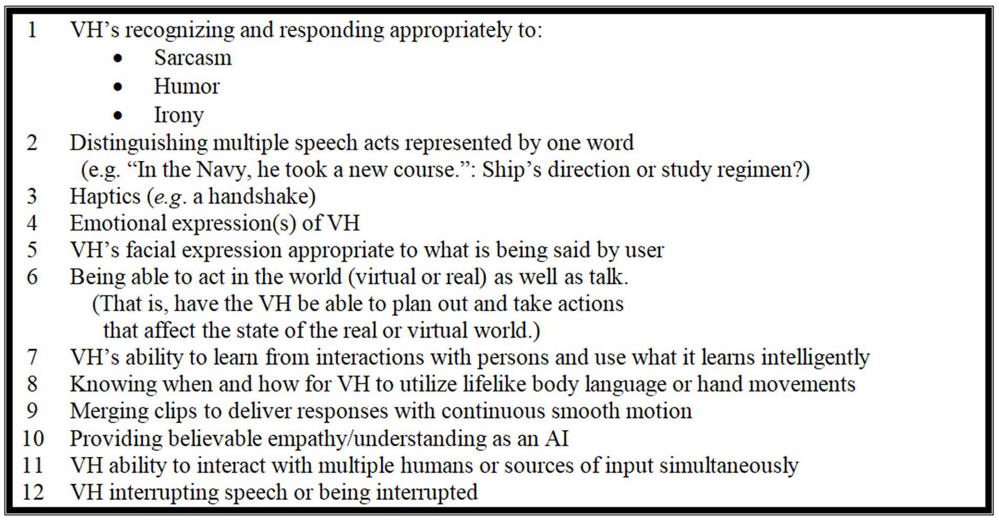 1 VH’s recognizing and responding appropriately to:
• Sarcasm
• Humor
• Irony
2 Distinguishing multiple speech acts represented by one word
(e.g. “In the Navy, he took a new course.”: Ship’s direction or study regimen?)
3 Haptics (e.g. a handshake)
4 Emotional expression(s) of VH
5 VH’s facial expression appropriate to what is being said by user
6 Being able to act in the world (virtual or real) as well as talk.
(That is, have the VH be able to plan out and take actions
that affect the state of the real or virtual world.)
7 VH’s ability to learn from interactions with persons and use what it learns intelligently
8 Knowing when and how for VH to utilize lifelike body language or hand movements
9 Merging clips to deliver responses with continuous smooth motion
10 Providing believable empathy/understanding as an AI
11 VH ability to interact with multiple humans or sources of input simultaneously
12 VH interrupting speech or being interrupted